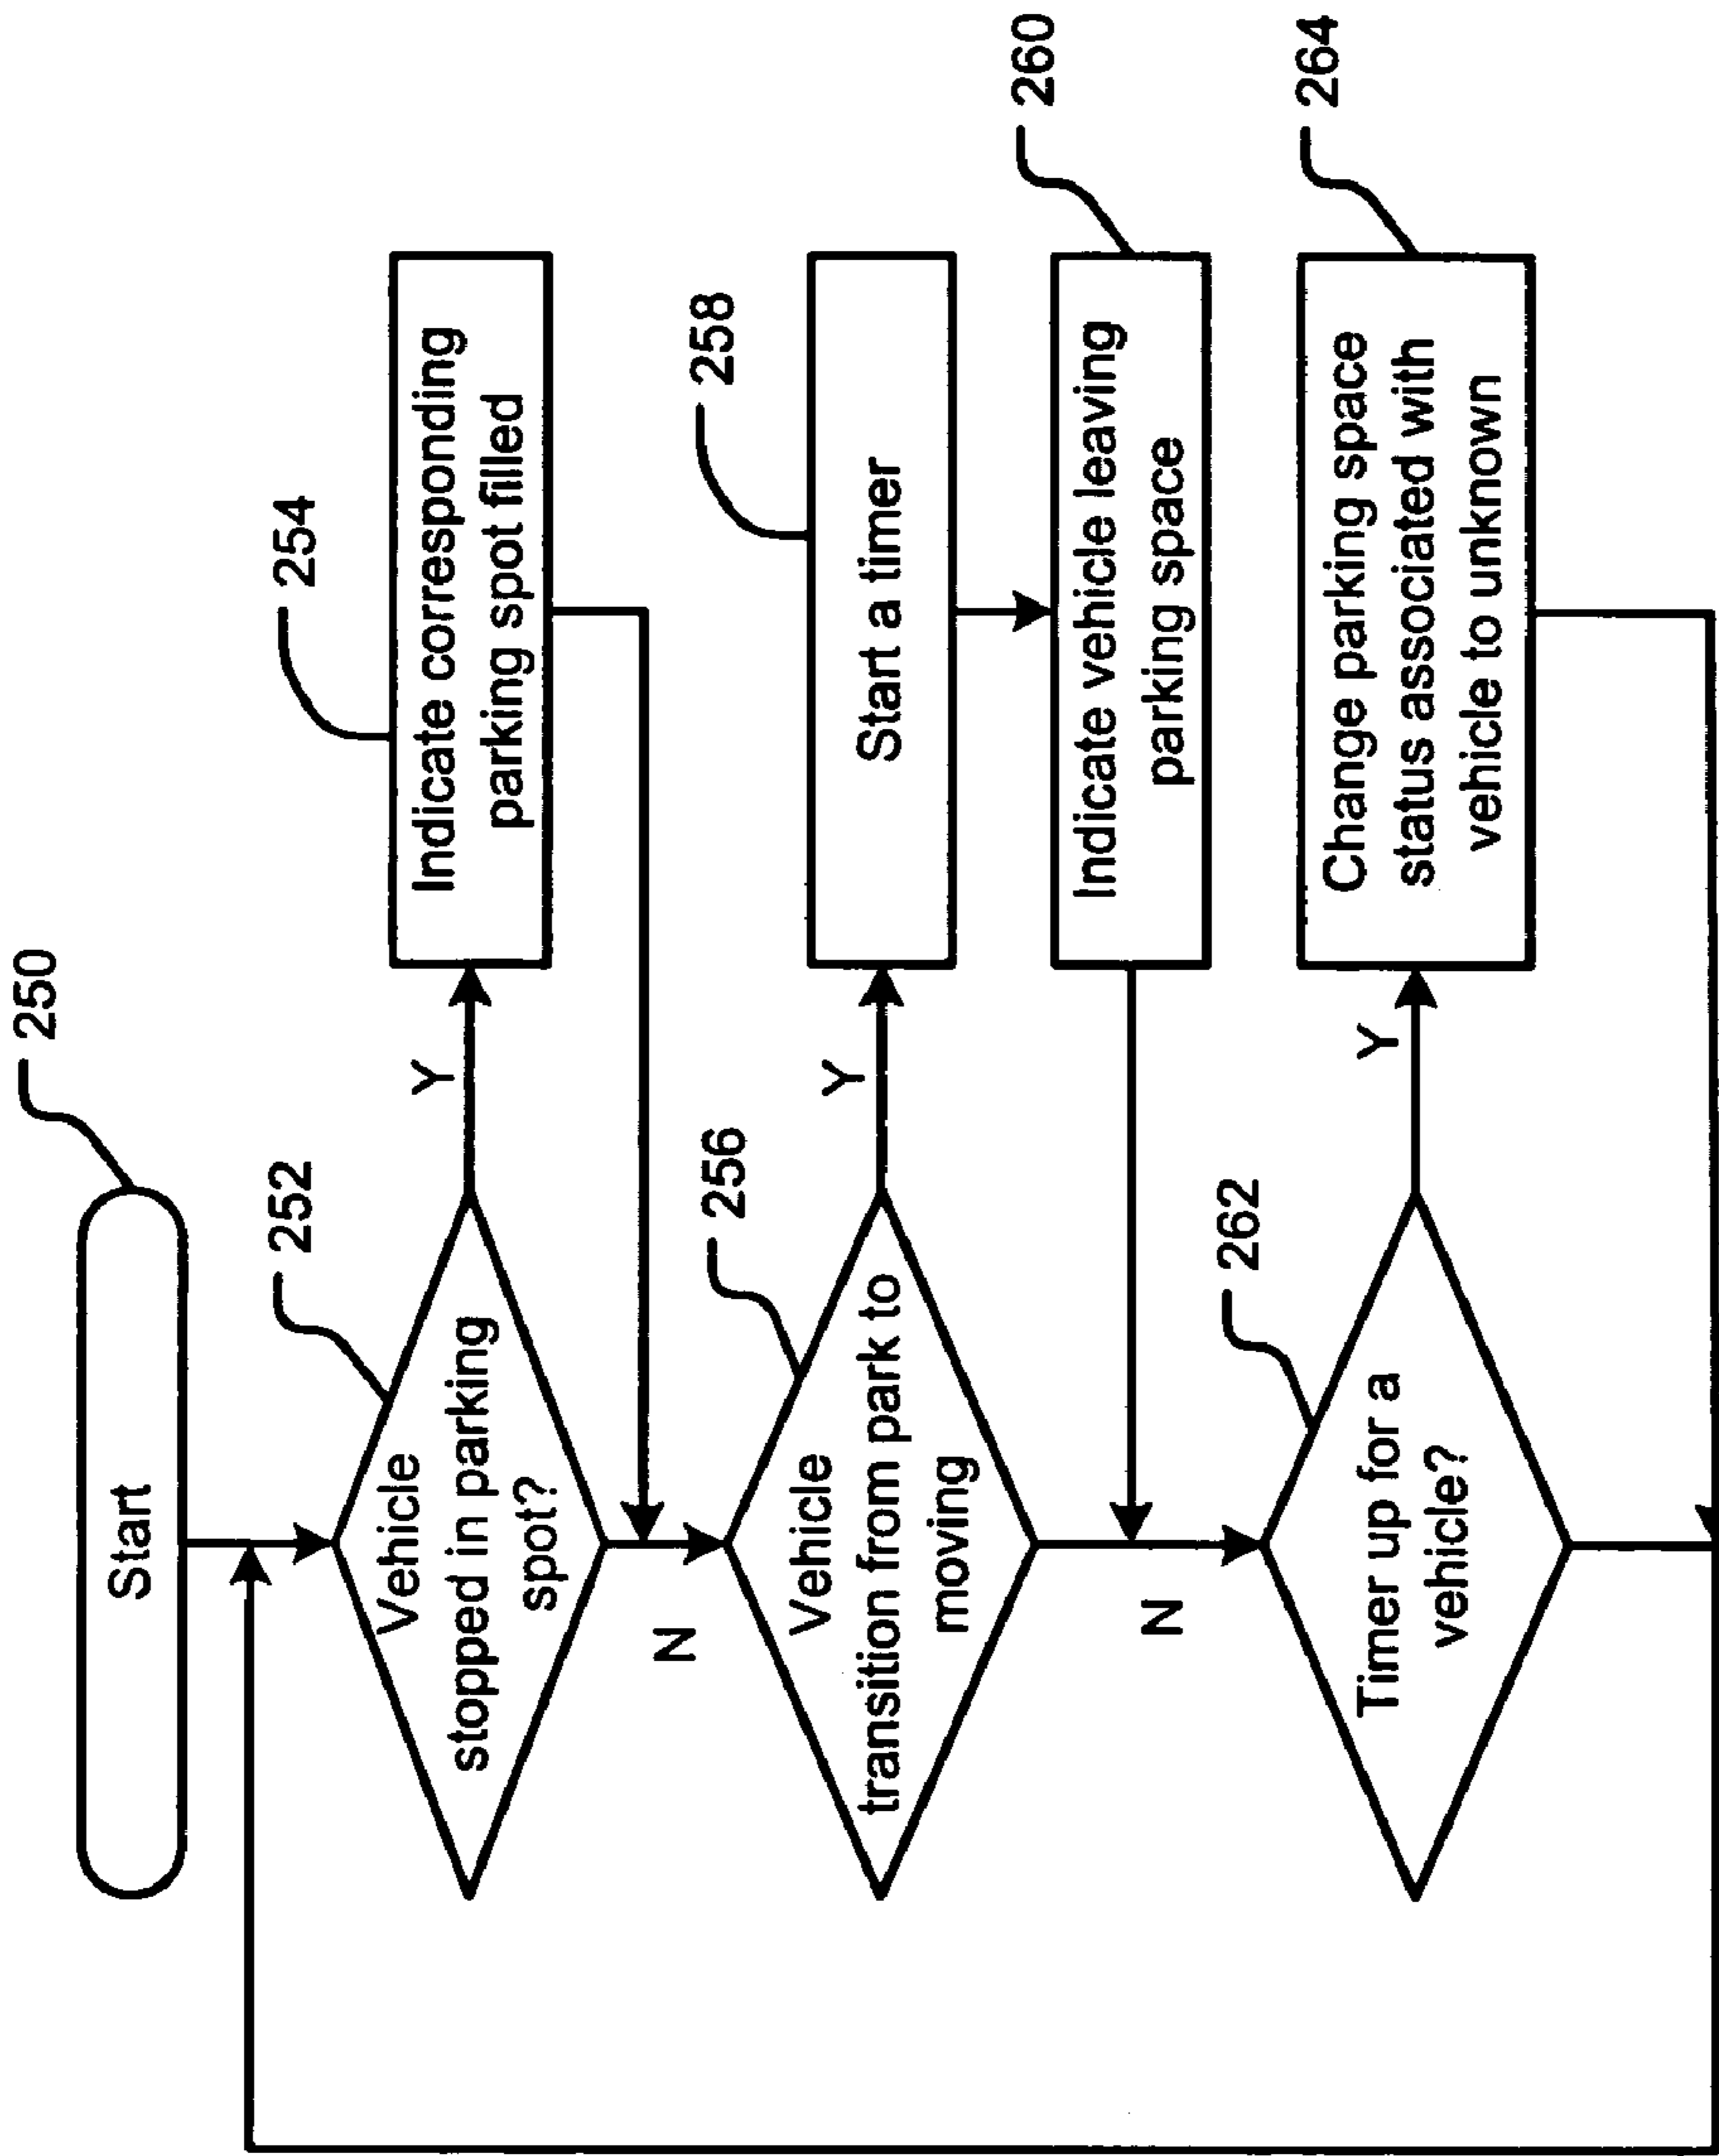 250
Start
252
Vehicle
stopped in parking
spot?
Y
254
Indicate corresponding
parking spot filled
N
256
Vehicle
transition from park to
moving
Y
258
Start a timer
260
Indicate vehicle leaving
parking space
N
262
Timer up for a
vehicle?
Y
264
Change parking space
status associated with
vehicle to unknown